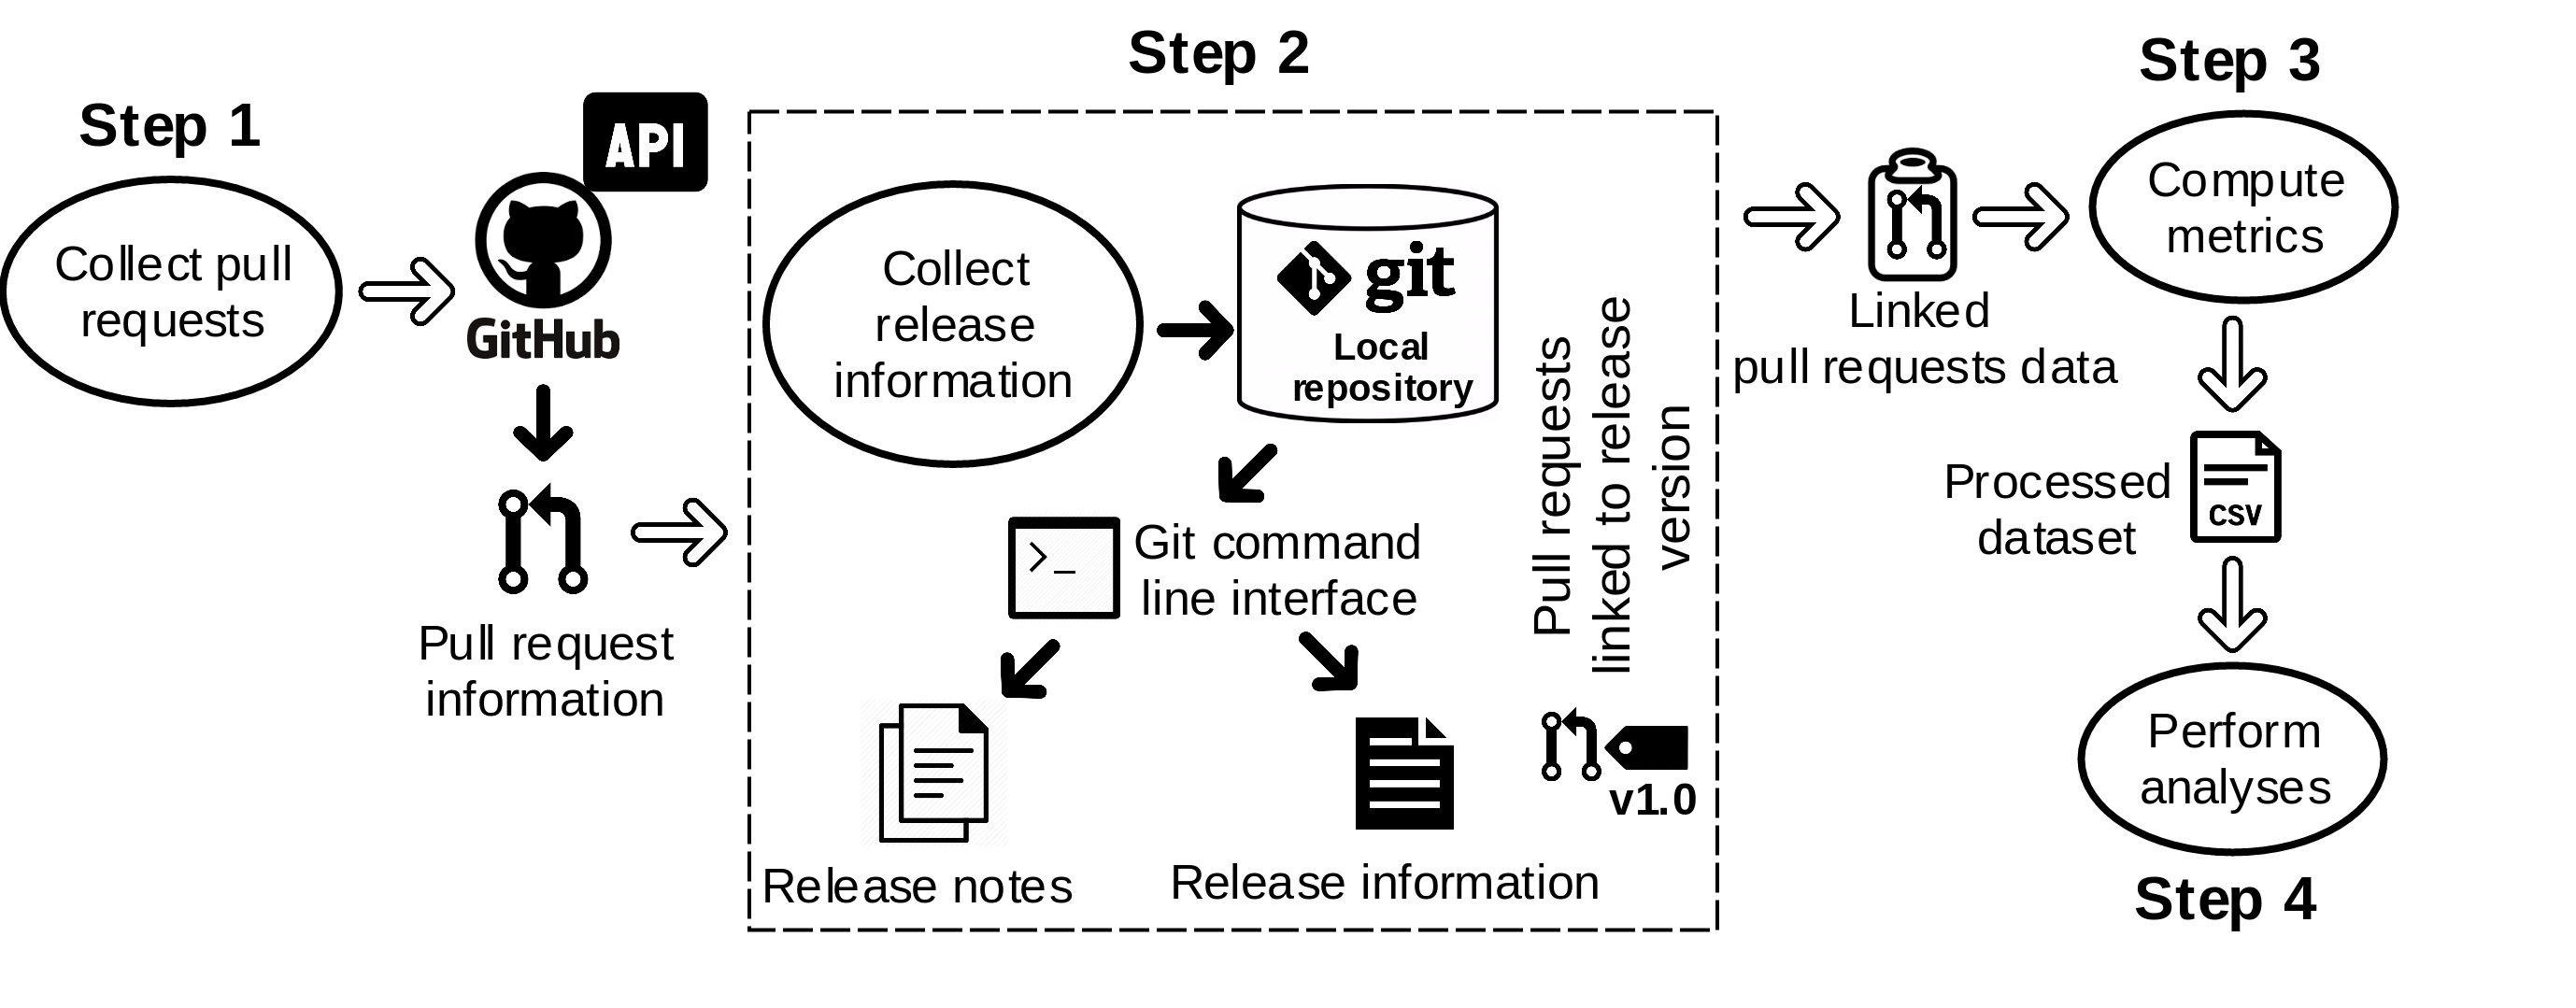 Step 1
Collect pull
requests
API
GitHub
Pull request
information
Step 2
Collect
release
information
git
Local
repository
>_
Git command
line interface
Release notes
Release information
Pull requests
linked to release
version
v1.0
Linked
pull requests data
Step 3
Compute
metrics
Processed
dataset
CSV
Perform
analyses
Step 4